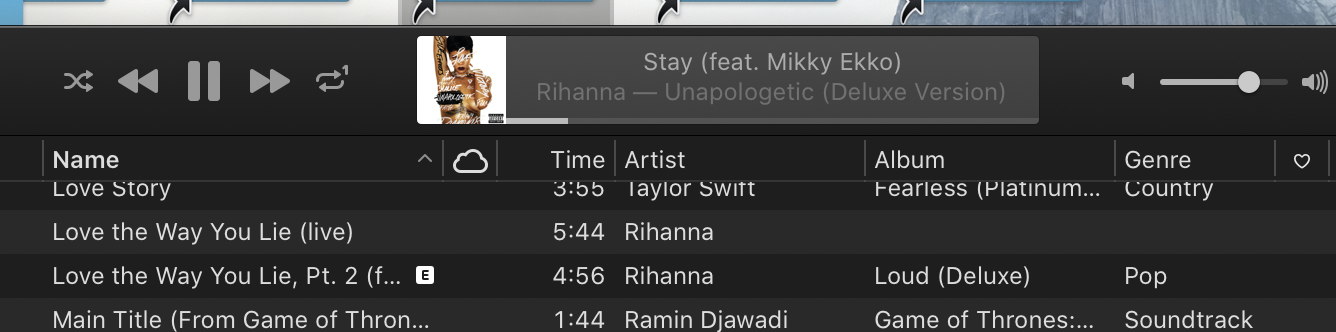 1
Stay (feat. Mikky Ekko)
Rihanna — Unapologetic (Deluxe Version)
Name Time Artist Album Genre
Love Story 3:55 Taylor Swift Fearless (Platinum... Country
Love the Way You Lie (live) 5:44 Rihanna
Love the Way You Lie, Pt. 2 (f... E 4:56 Rihanna Loud (Deluxe) Pop
Main Title (From Game of Thron... 1:44 Ramin Djawadi Game of Thrones:... Soundtrack